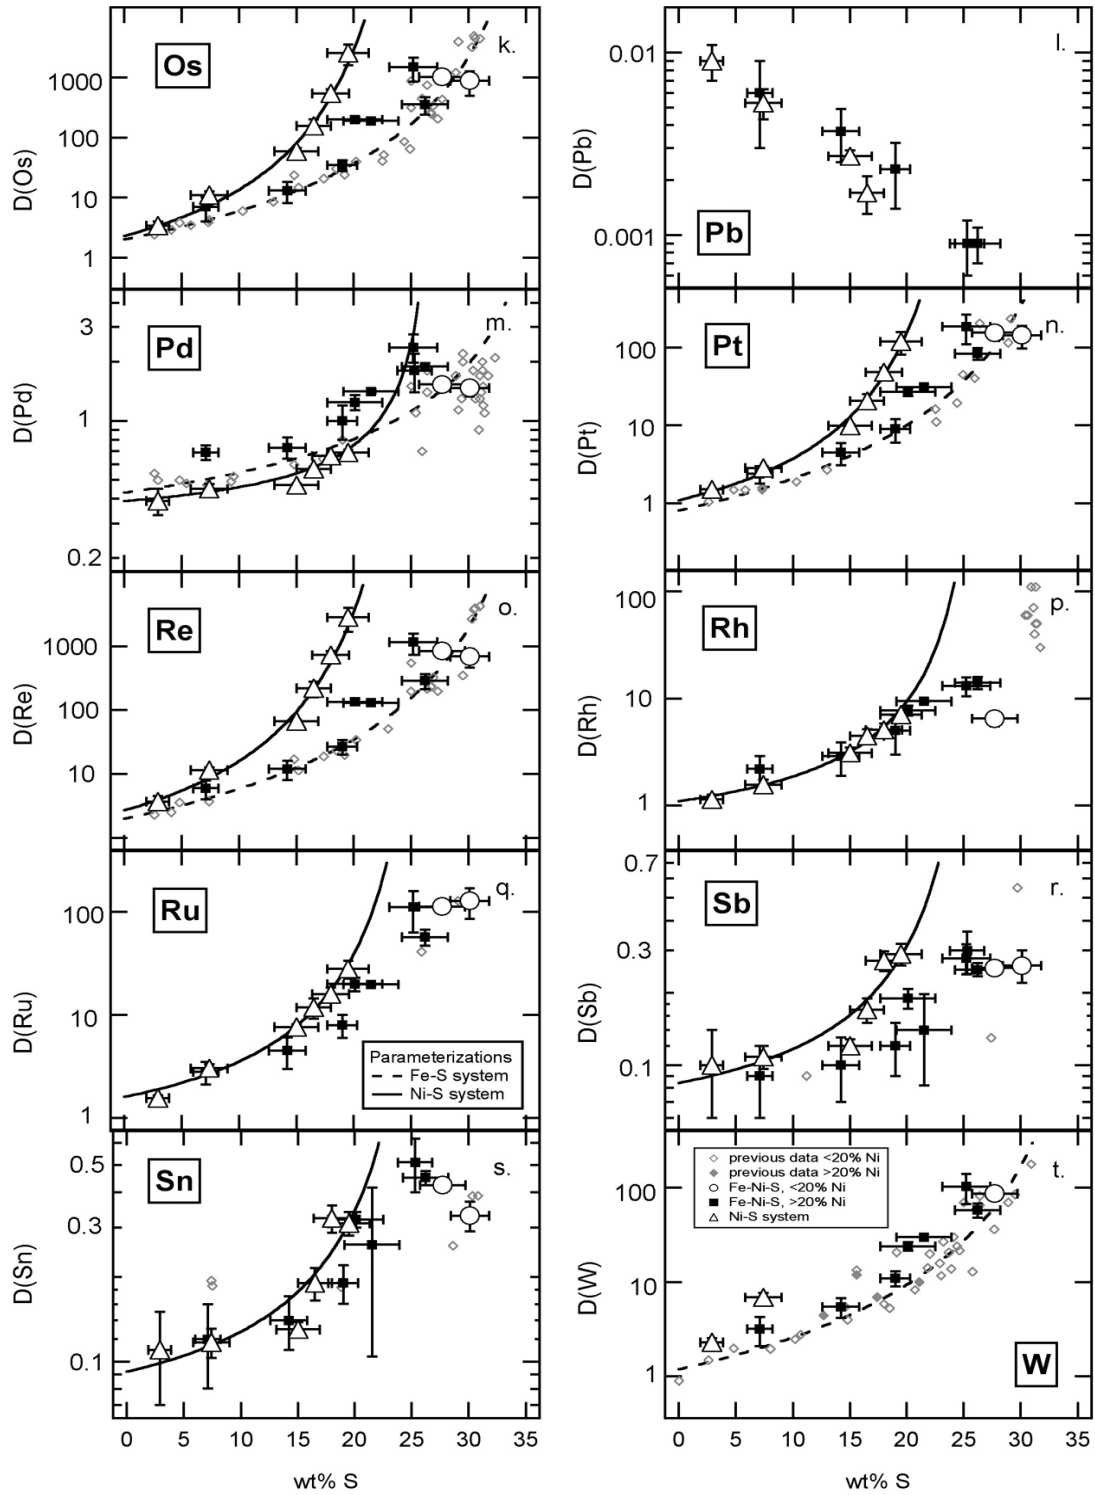 k.
Os
1000
100
10
1
D(Os)
l.
0.01
0.001
D(Pb)
Pb
m.
Pd
3
1
0.2
D(Pd)
n.
Pt
100
10
1
D(Pt)
o.
Re
1000
100
10
D(Re)
p.
Rh
100
10
1
D(Rh)
q.
Ru
100
10
1
D(Ru)
Parameterizations
Fe-S system
Ni-S system
r.
Sb
0.7
0.3
0.1
D(Sb)
s.
Sn
0.5
0.3
0.1
D(Sn)
0 5 10 15 20 25 30 35
wt% S
t.
previous data <20% Ni
previous data >20% Ni
Fe-Ni-S, <20% Ni
Fe-Ni-S, >20% Ni
Ni-S system
100
10
1
D(W)
W
0 5 10 15 20 25 30 35
wt% S